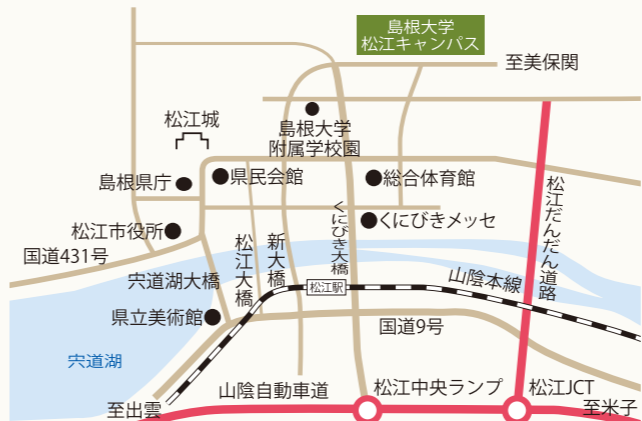 島根大学
松江キャンパス
至美保関
松江城
島根大学
附属学校園
島根県庁
県民会館
総合体育館
松江市役所
くにびきメッセ
国道431号
宍道湖大橋
松江大橋
新大橋
くにびき大橋
松江だんだん道路
松江駅
山陰本線
県立美術館
国道9号
宍道湖
山陰自動車道
松江中央ランプ
松江JCT
至出雲
至米子